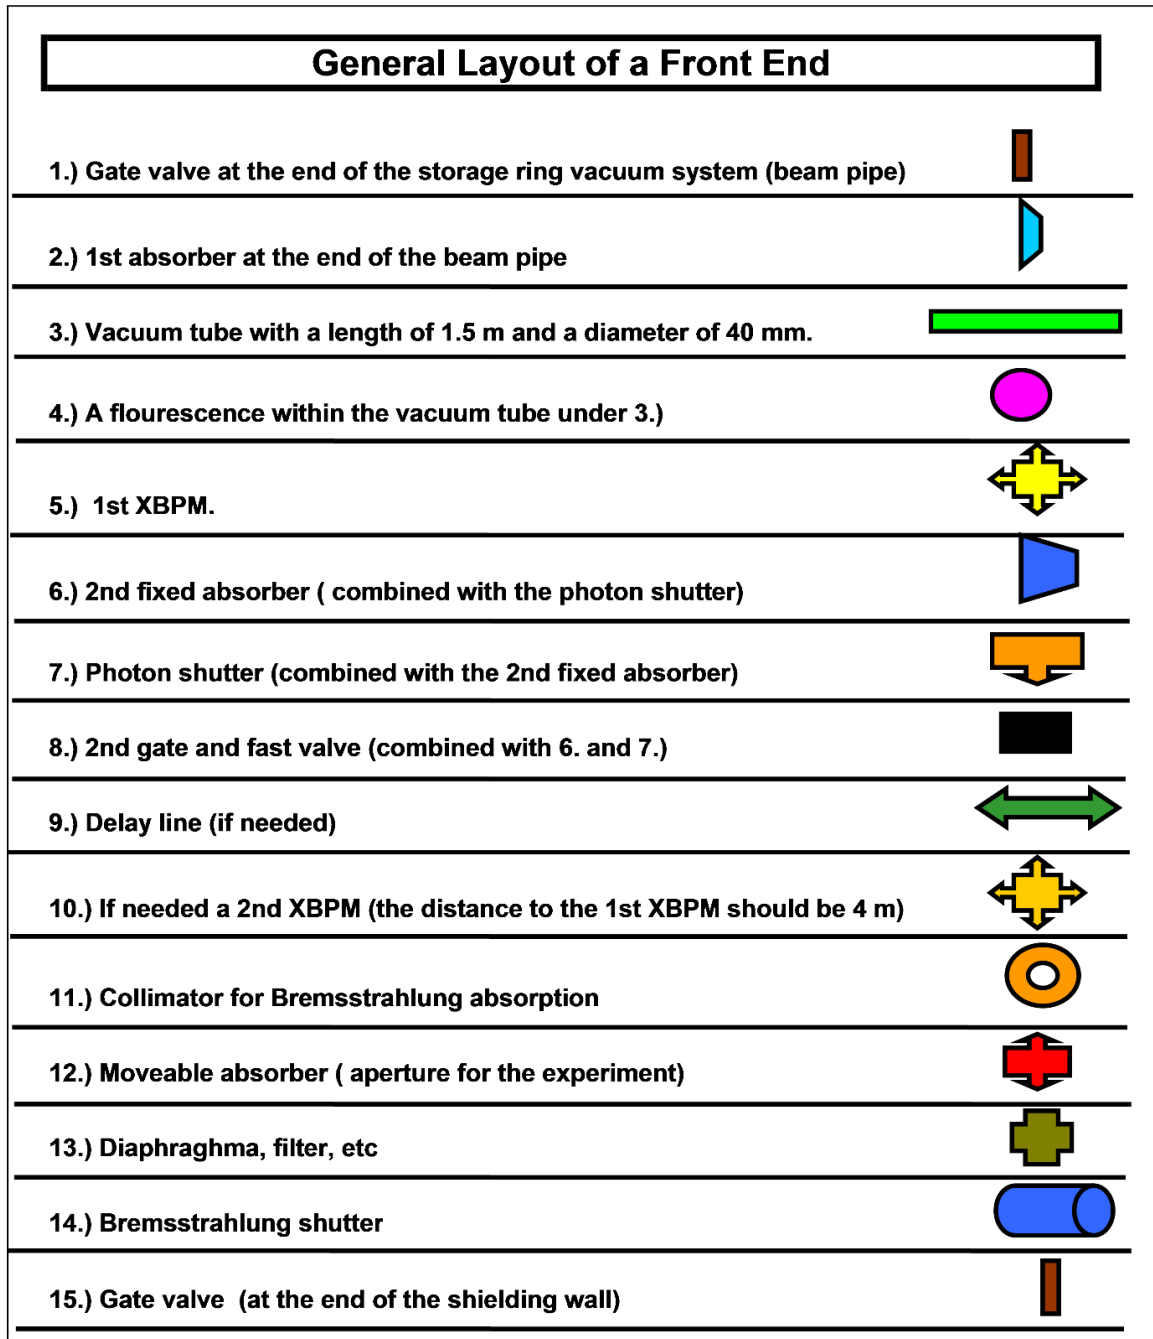 General Layout of a Front End
1.) Gate valve at the end of the storage ring vacuum system (beam pipe)
2.) 1st absorber at the end of the beam pipe
3.) Vacuum tube with a length of 1.5 m and a diameter of 40 mm.
4.) A flourescence within the vacuum tube under 3.)
5.) 1st XBPM.
6.) 2nd fixed absorber ( combined with the photon shutter)
7.) Photon shutter (combined with the 2nd fixed absorber)
8.) 2nd gate and fast valve (combined with 6. and 7.)
9.) Delay line (if needed)
10.) If needed a 2nd XBPM (the distance to the 1st XBPM should be 4 m)
11.) Collimator for Bremsstrahlung absorption
12.) Moveable absorber ( aperture for the experiment)
13.) Diaphraghma, filter, etc
14.) Bremsstrahlung shutter
15.) Gate valve (at the end of the shielding wall)